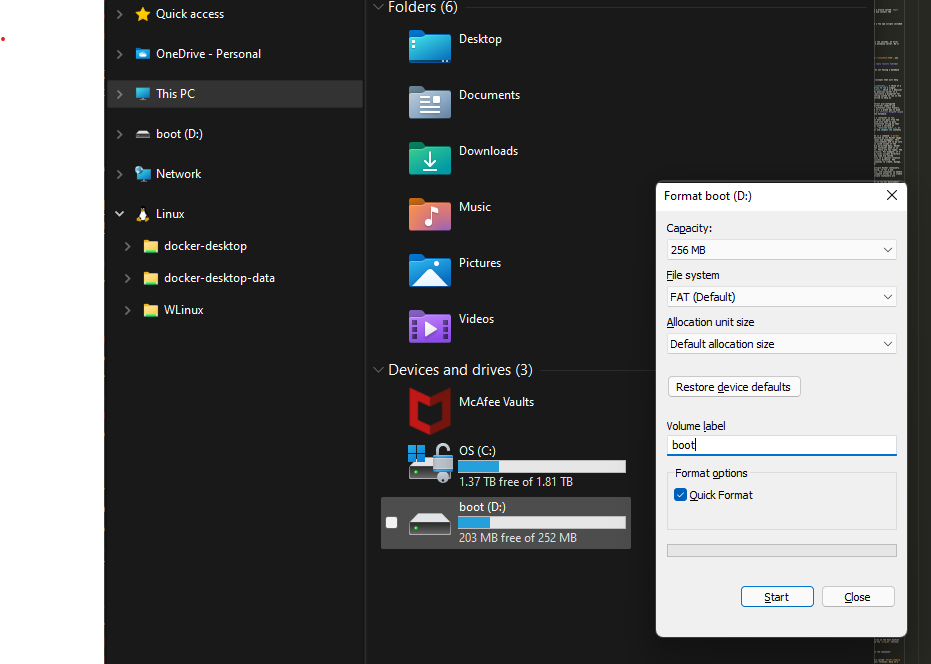 Quick access
OneDrive - Personal
This PC
boot (D:)
Network
Linux
docker-desktop
docker-desktop-data
WLinux
Folders (6)
Desktop
Documents
Downloads
Music
Pictures
Videos
Devices and drives (3)
McAfee Vaults
OS (C:)
1.37 TB free of 1.81 TB
boot (D:)
203 MB free of 252 MB
Format boot (D:)
Capacity:
256 MB
File system
FAT (Default)
Allocation unit size
Default allocation size
Restore device defaults
Volume label
boot
Format options
Quick Format
Start
Close